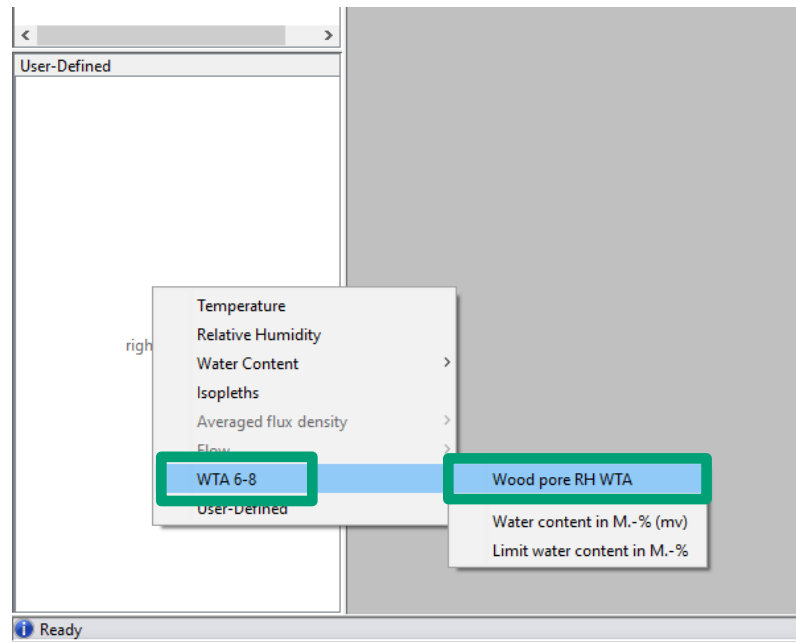 User-Defined
righ
Temperature
Relative Humidity
Water Content
Isopleths
Averaged flux density
Flow
WTA 6-8
User-Defined
Wood pore RH WTA
Water content in M.-% (mv)
Limit water content in M.-%
Ready